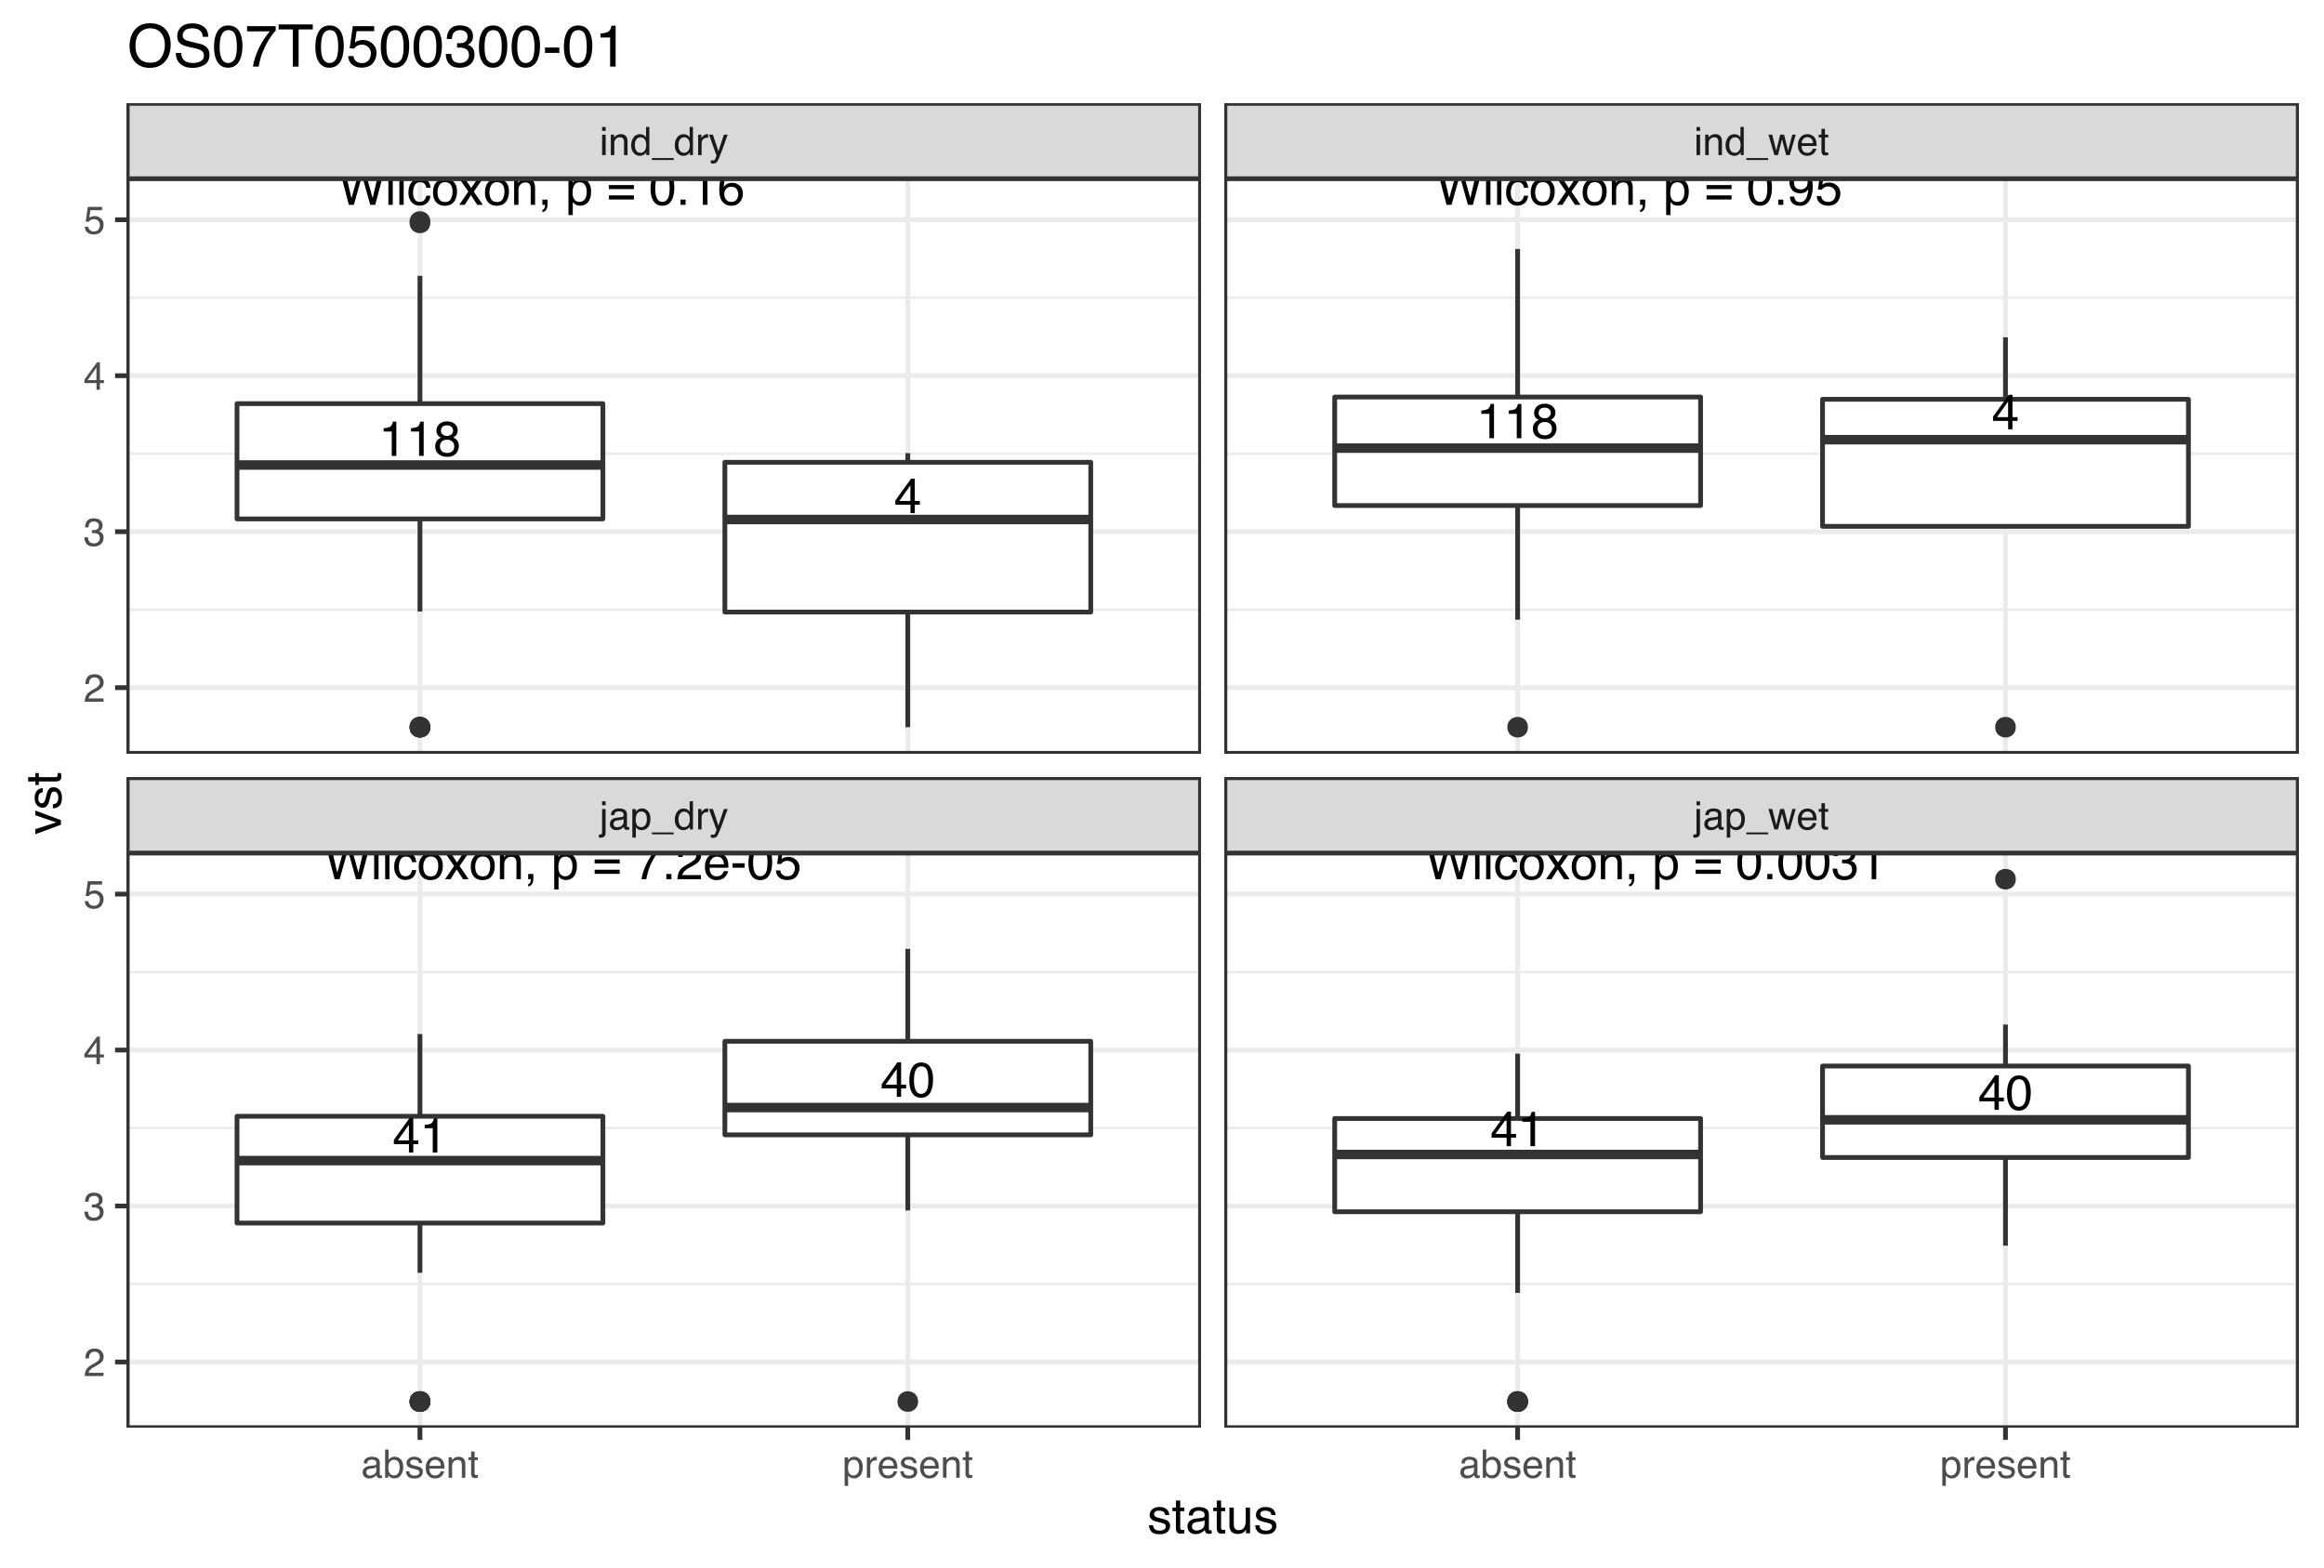 OS07T0500300-01
ind_dry
ind_wet
Wilcoxon, p = 0.16
Wilcoxon, p = 0.95
5
4
3
2
118
4
118
4
vst
jap_dry
jap_wet
Wilcoxon, p = 7.2e-05
Wilcoxon, p = 0.0031
5
4
3
2
41
40
41
40
absent
present
absent
present
status